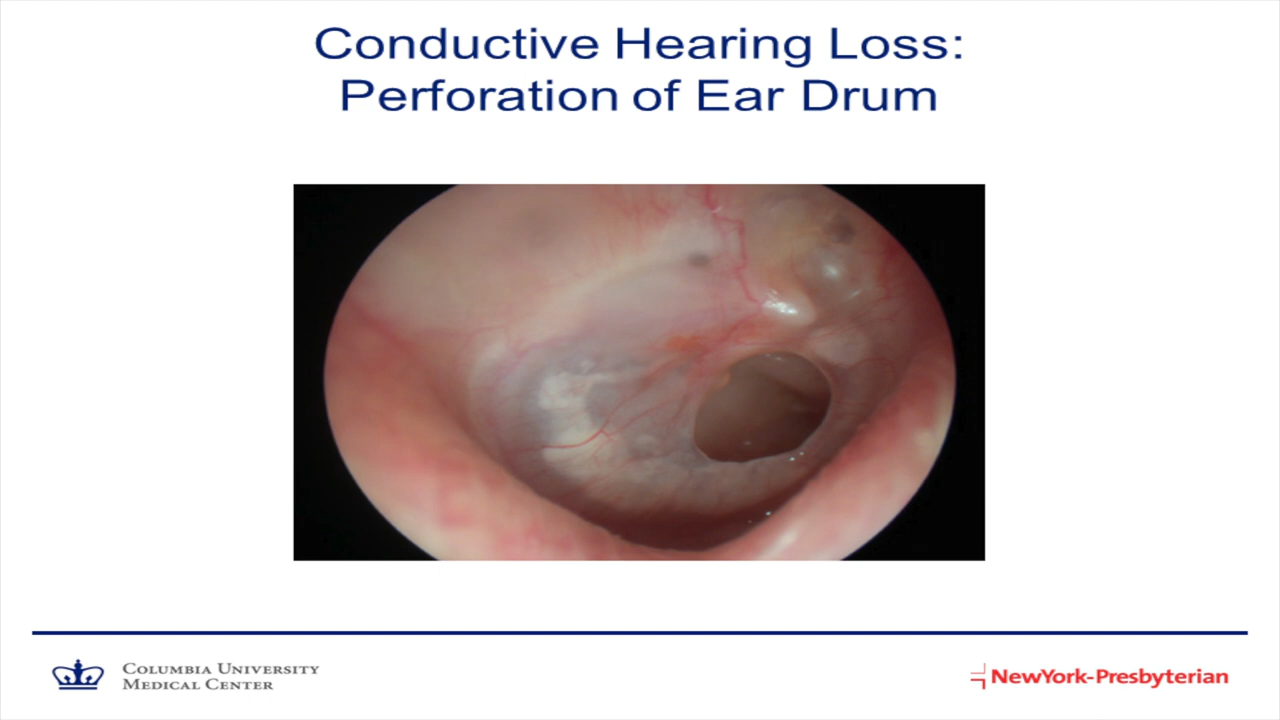 Conductive Hearing Loss:
Perforation of Ear Drum
COLUMBIA UNIVERSITY
MEDICAL CENTER
NewYork-Presbyterian